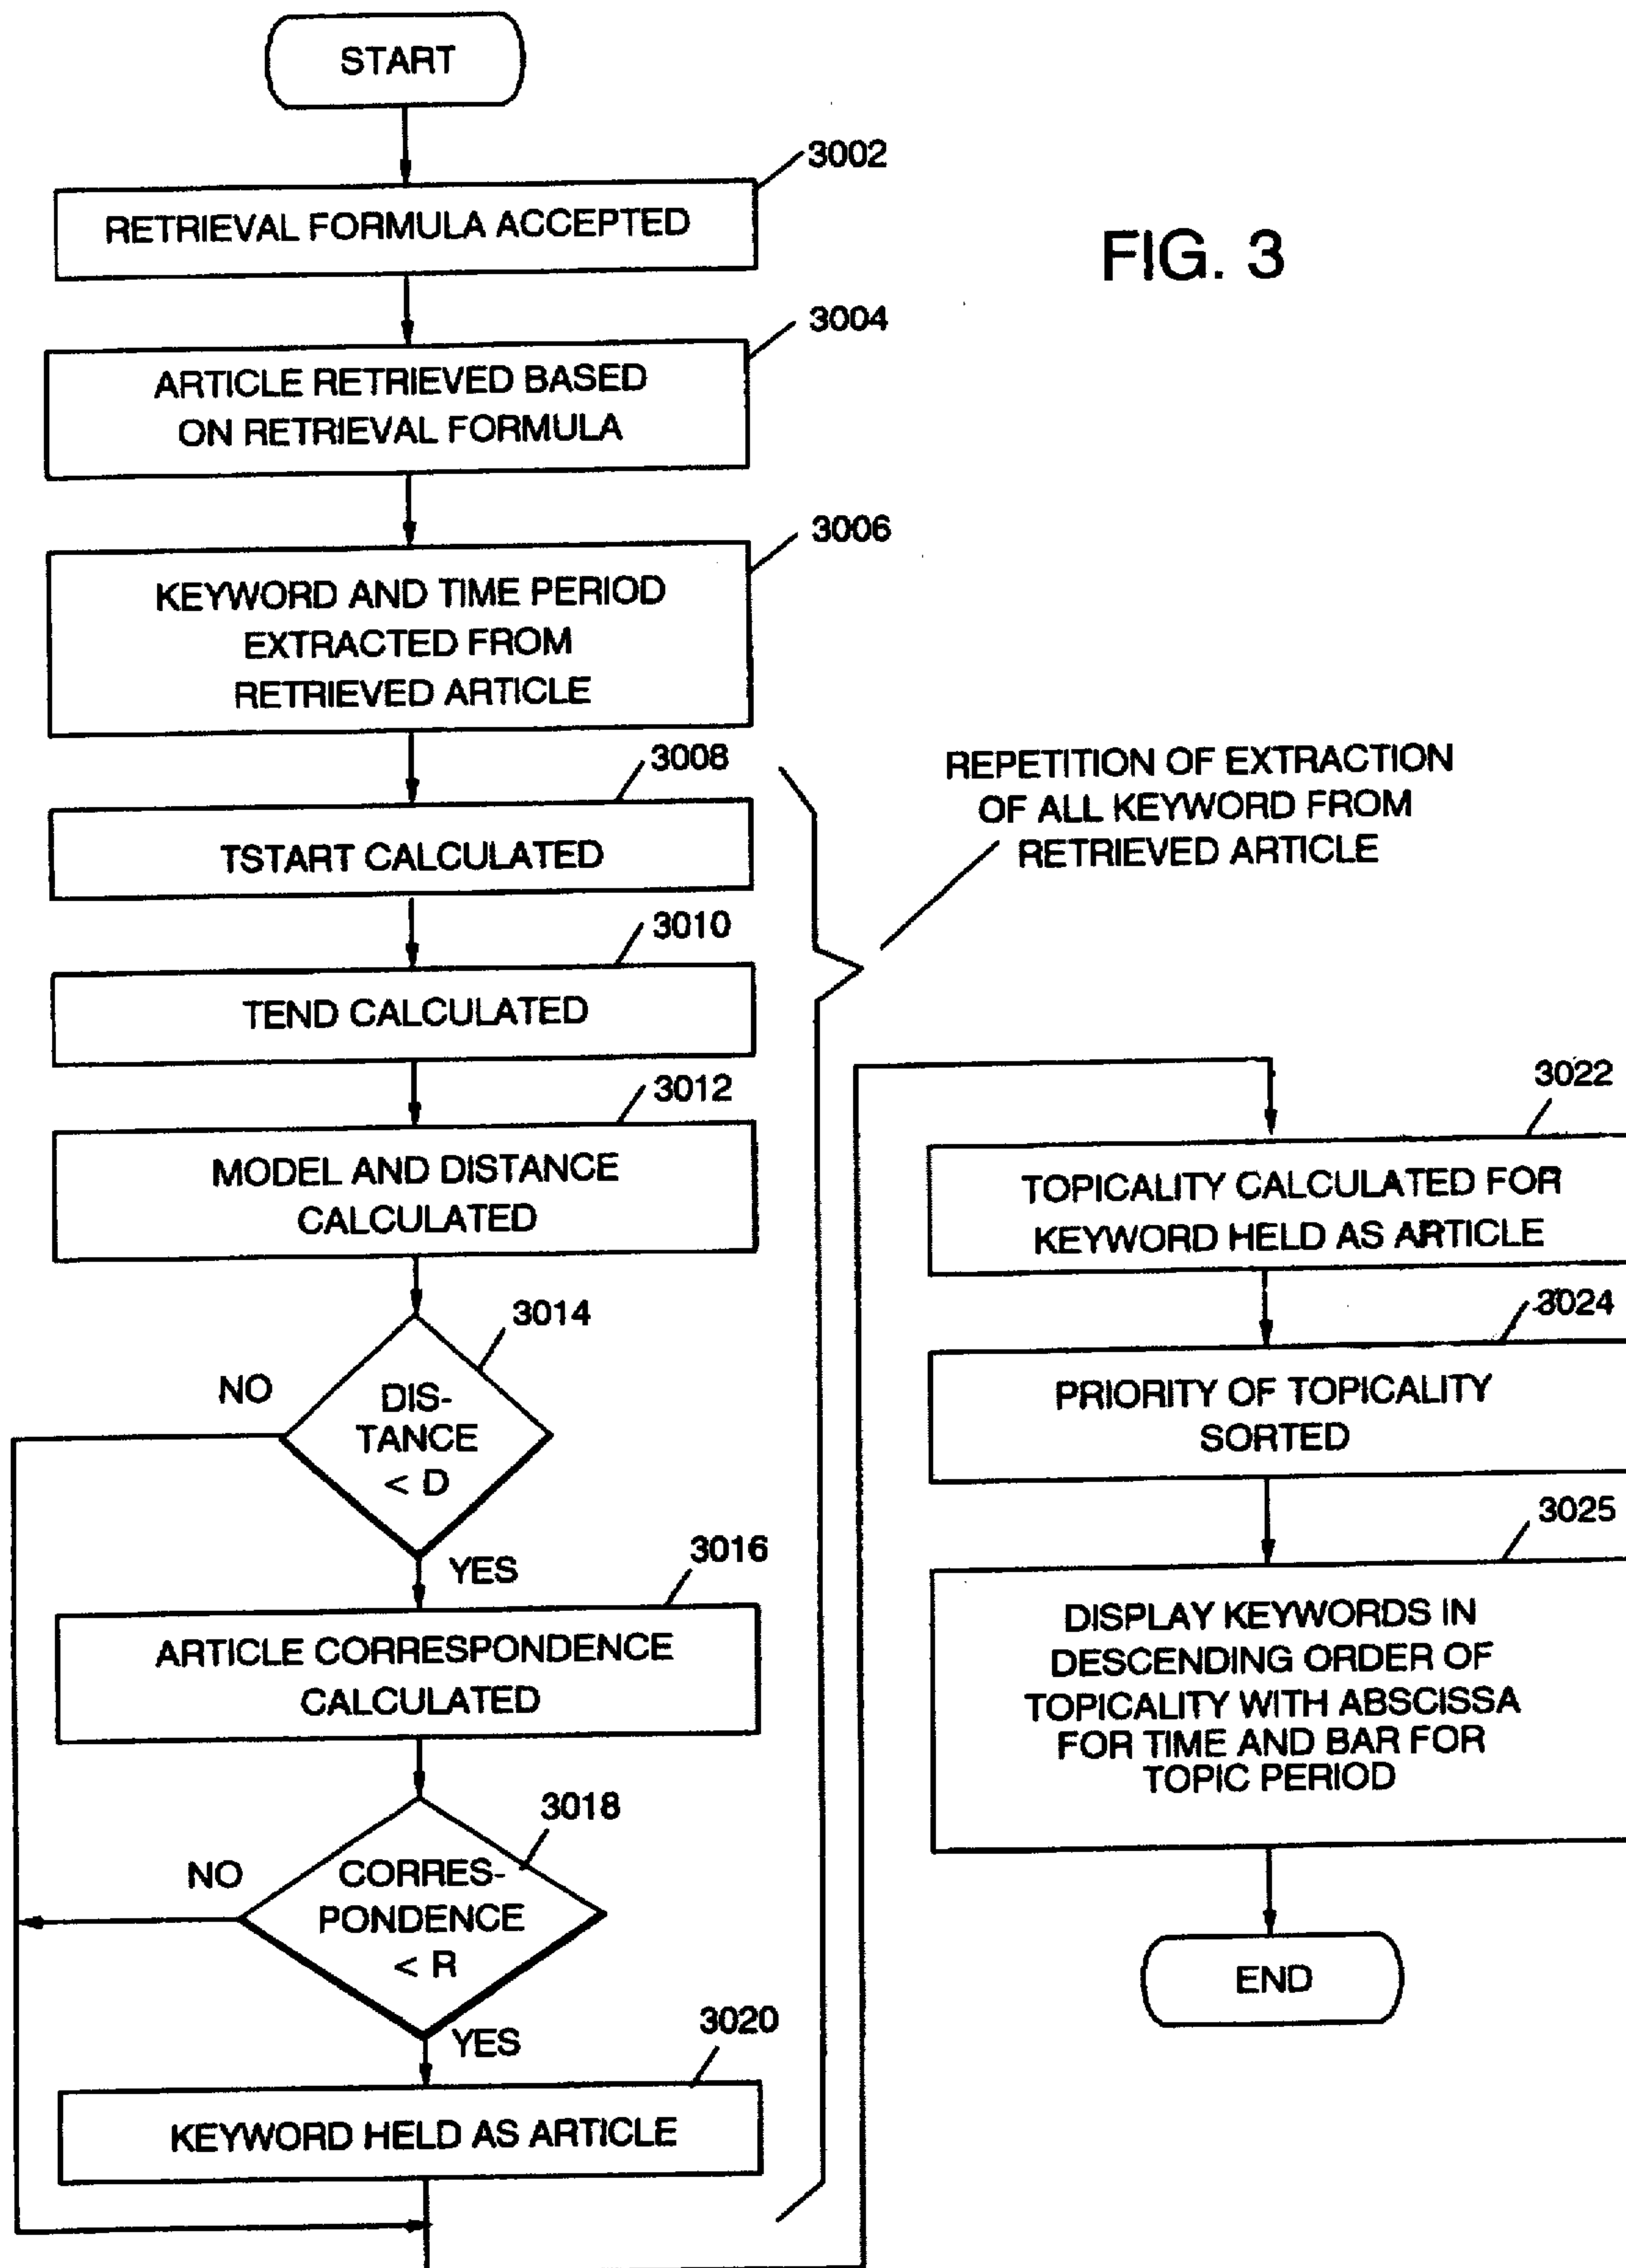 START
3002
RETRIEVAL FORMULA ACCEPTED
FIG. 3
3004
ARTICLE RETRIEVED BASED
ON RETRIEVAL FORMULA
3006
KEYWORD AND TIME PERIOD
EXTRACTED FROM
RETRIEVED ARTICLE
3008
TSTART CALCULATED
REPETITION OF EXTRACTION
OF ALL KEYWORD FROM
RETRIEVED ARTICLE
3010
TEND CALCULATED
3012
MODEL AND DISTANCE
CALCULATED
3014
NO
DIS-
TANCE
< D
YES
3016
ARTICLE CORRESPONDENCE
CALCULATED
3018
NO
CORRES-
PONDENCE
< R
YES
3020
KEYWORD HELD AS ARTICLE
3022
TOPICALITY CALCULATED FOR
KEYWORD HELD AS ARTICLE
3024
PRIORITY OF TOPICALITY
SORTED
3025
DISPLAY KEYWORDS IN
DESCENDING ORDER OF
TOPICALITY WITH ABSCISSA
FOR TIME AND BAR FOR
TOPIC PERIOD
END